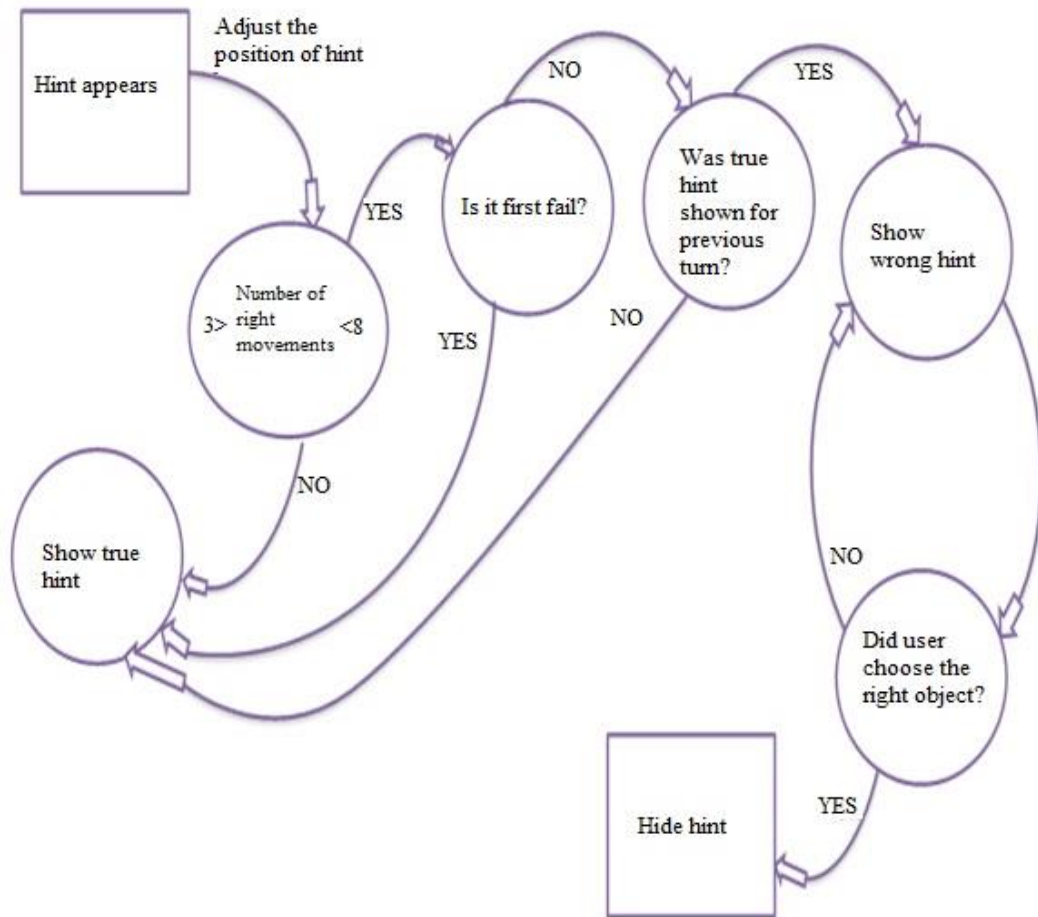 Adjust the
position of hint
Hint appears
NO
YES
YES
Is it first fail?
Was true
hint
shown for
previous
turn?
Show
wrong hint
Number of
3> right <8
movements
YES
NO
NO
Show true
hint
NO
Did user
choose the
right object?
YES
Hide hint